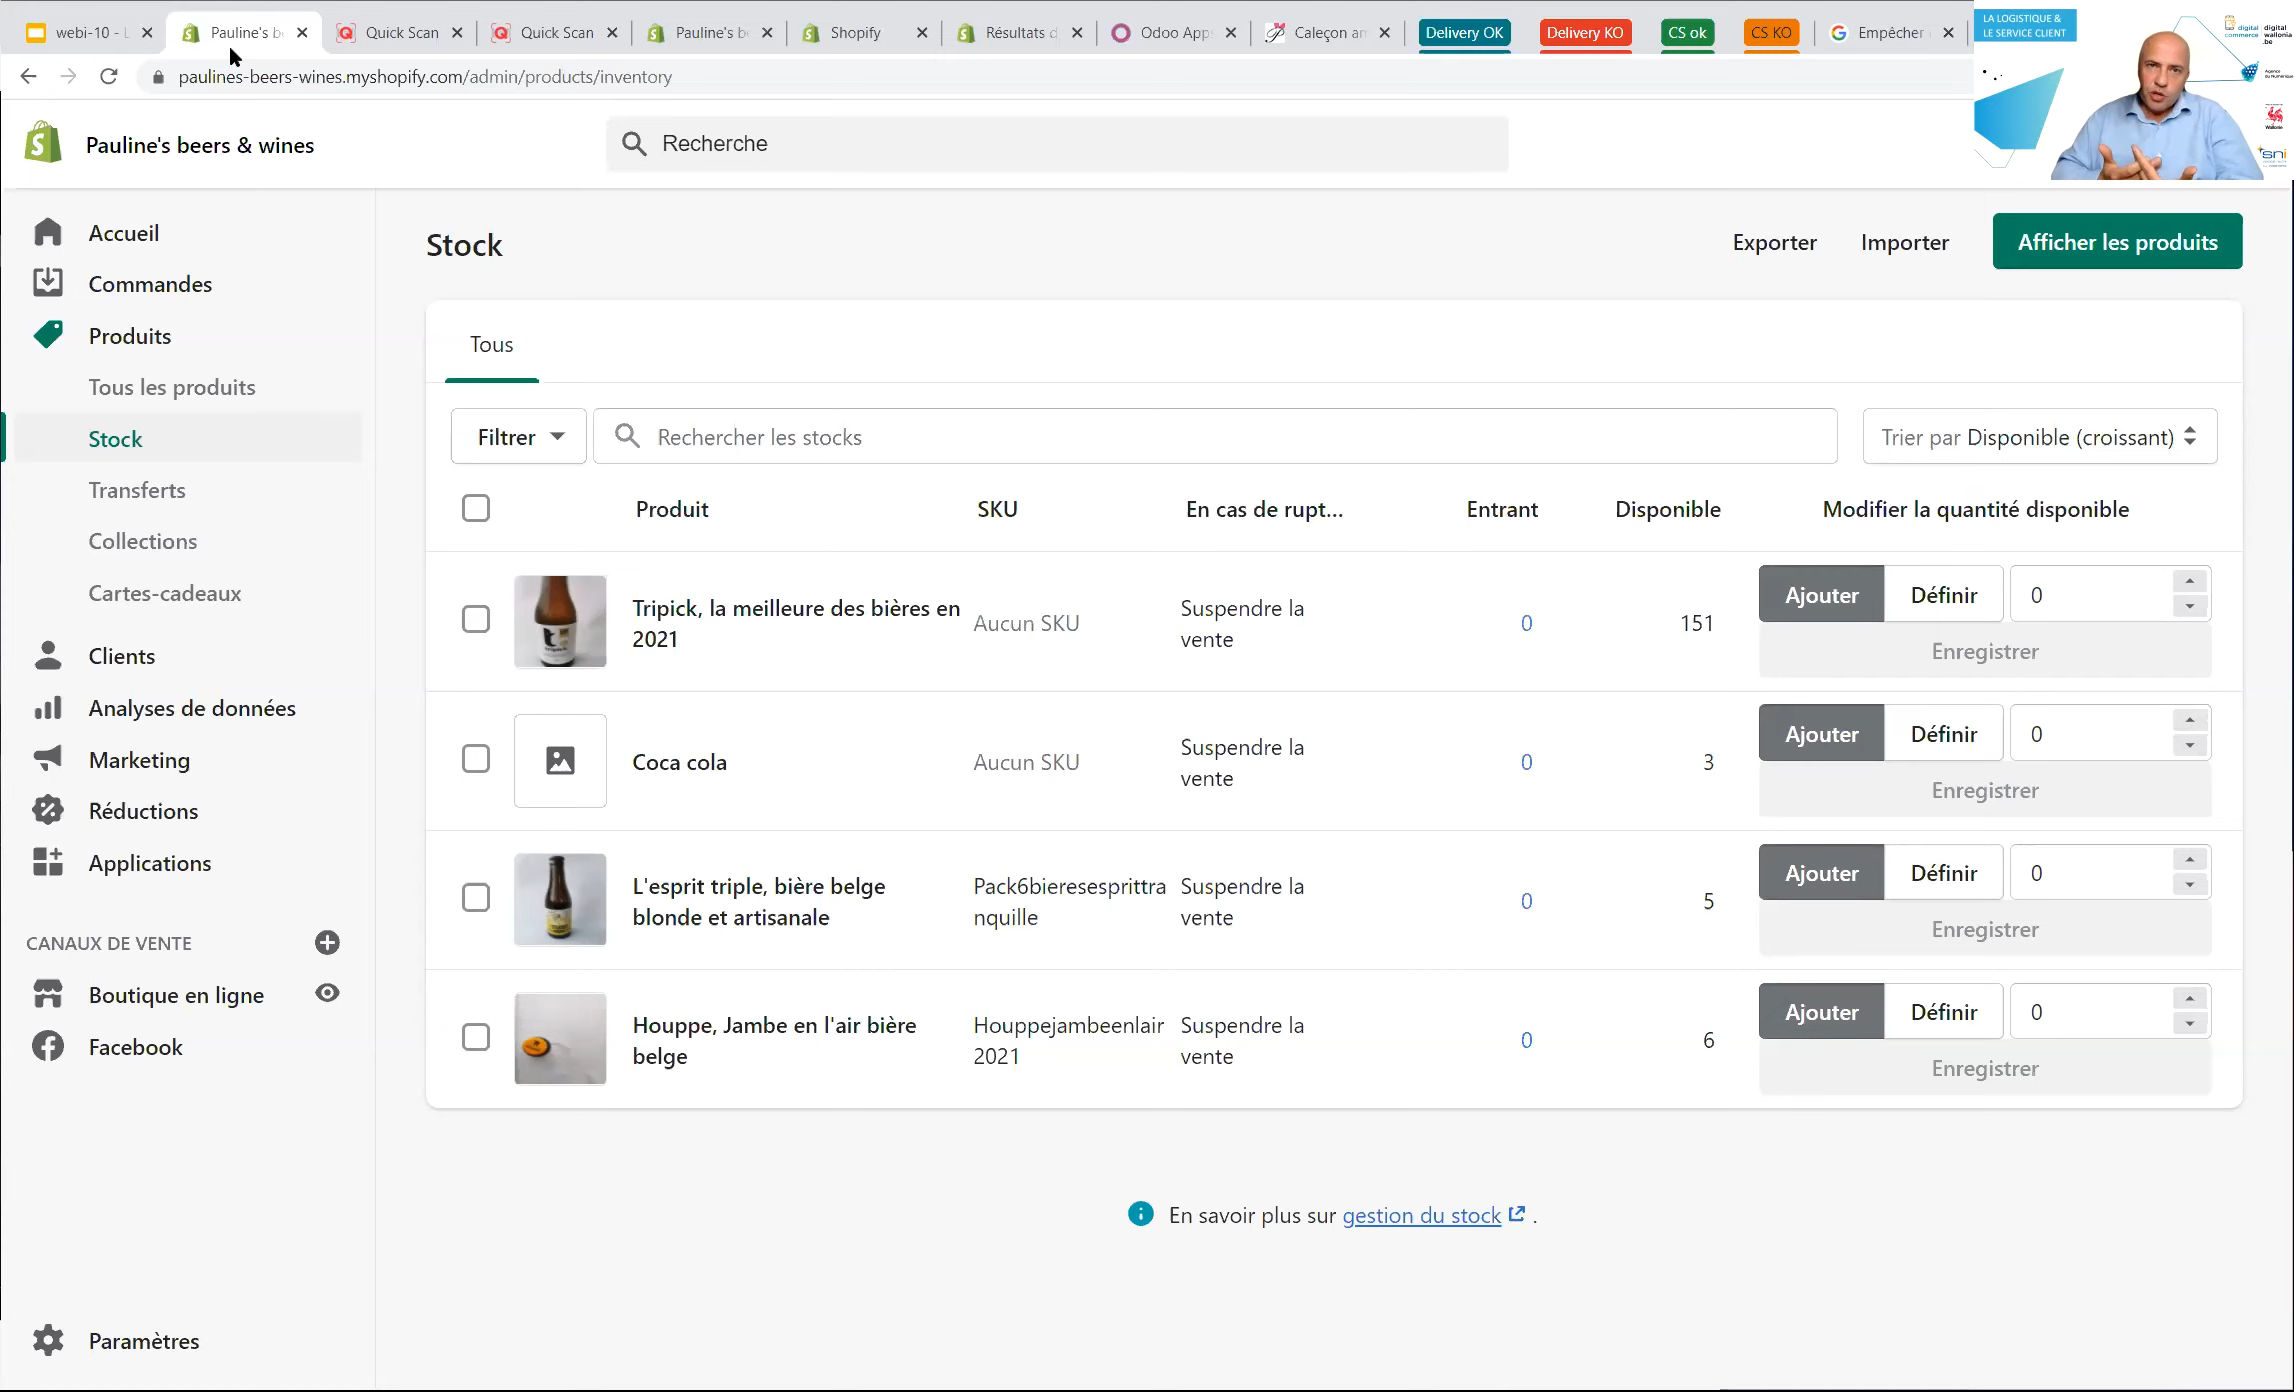 webi-10 - L
Pauline's be
Quick Scan
Quick Scan
Pauline's be
Shopify
Résultats d
Odoo Apps
Caleçon an
Delivery OK
Delivery KO
CS ok
CS KO
Empêcher
paulines-beers-wines.myshopify.com/admin/products/inventory
LA LOGISTIQUE &
LE SERVICE CLIENT
digital
commerce
digital
wallonia
.be
sni
Pauline's beers & wines
Recherche
Accueil
Commandes
Produits
Tous les produits
Stock
Transferts
Collections
Cartes-cadeaux
Clients
Analyses de données
Marketing
Réductions
Applications
CANAUX DE VENTE
Boutique en ligne
Facebook
Paramètres
Stock
Exporter
Importer
Afficher les produits
Tous
Filtrer
Rechercher les stocks
Trier par Disponible (croissant)
Produit
SKU
En cas de rupt...
Entrant
Disponible
Modifier la quantité disponible
Tripick, la meilleure des bières en
2021
Aucun SKU
Suspendre la
vente
0
151
Ajouter
Définir
0
Enregistrer
Coca cola
Aucun SKU
Suspendre la
vente
0
3
Ajouter
Définir
0
Enregistrer
L'esprit triple, bière belge
blonde et artisanale
Pack6bieresesprittra
nquille
Suspendre la
vente
0
5
Ajouter
Définir
0
Enregistrer
Houppe, Jambe en l'air bière
belge
Houppejambeenlair
2021
Suspendre la
vente
0
6
Ajouter
Définir
0
Enregistrer
En savoir plus sur gestion du stock .